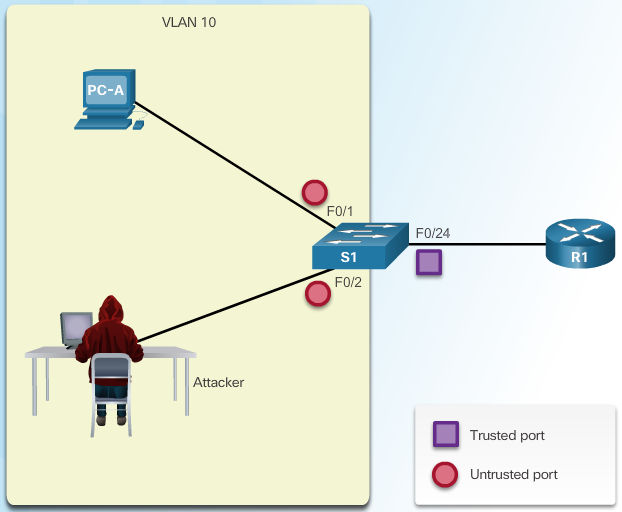 VLAN 10
PC-A
F0/1
F0/24
S1
R1
F0/2
Attacker
Trusted port
Untrusted port